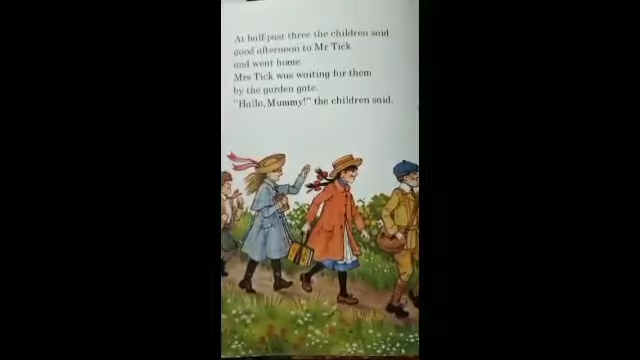 At half-past three the children said
good afternoon to Mr Tick
and went home.
Mrs Tick was waiting for them
by the garden gate.
"Hallo, Mummy!" the children said.